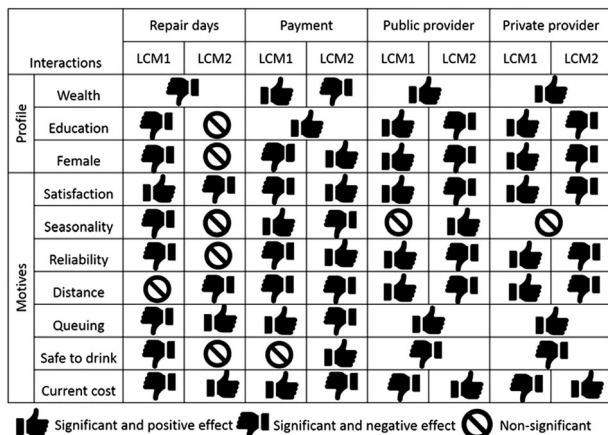 Repair days Payment Public provider Private provider
Interactions LCM1 LCM2 LCM1 LCM2 LCM1 LCM2 LCM1 LCM2
Profile
Wealth
Education
Female
Motives
Satisfaction
Seasonality
Reliability
Distance
Queuing
Safe to drink
Current cost
Significant and positive effect Significant and negative effect Non-significant